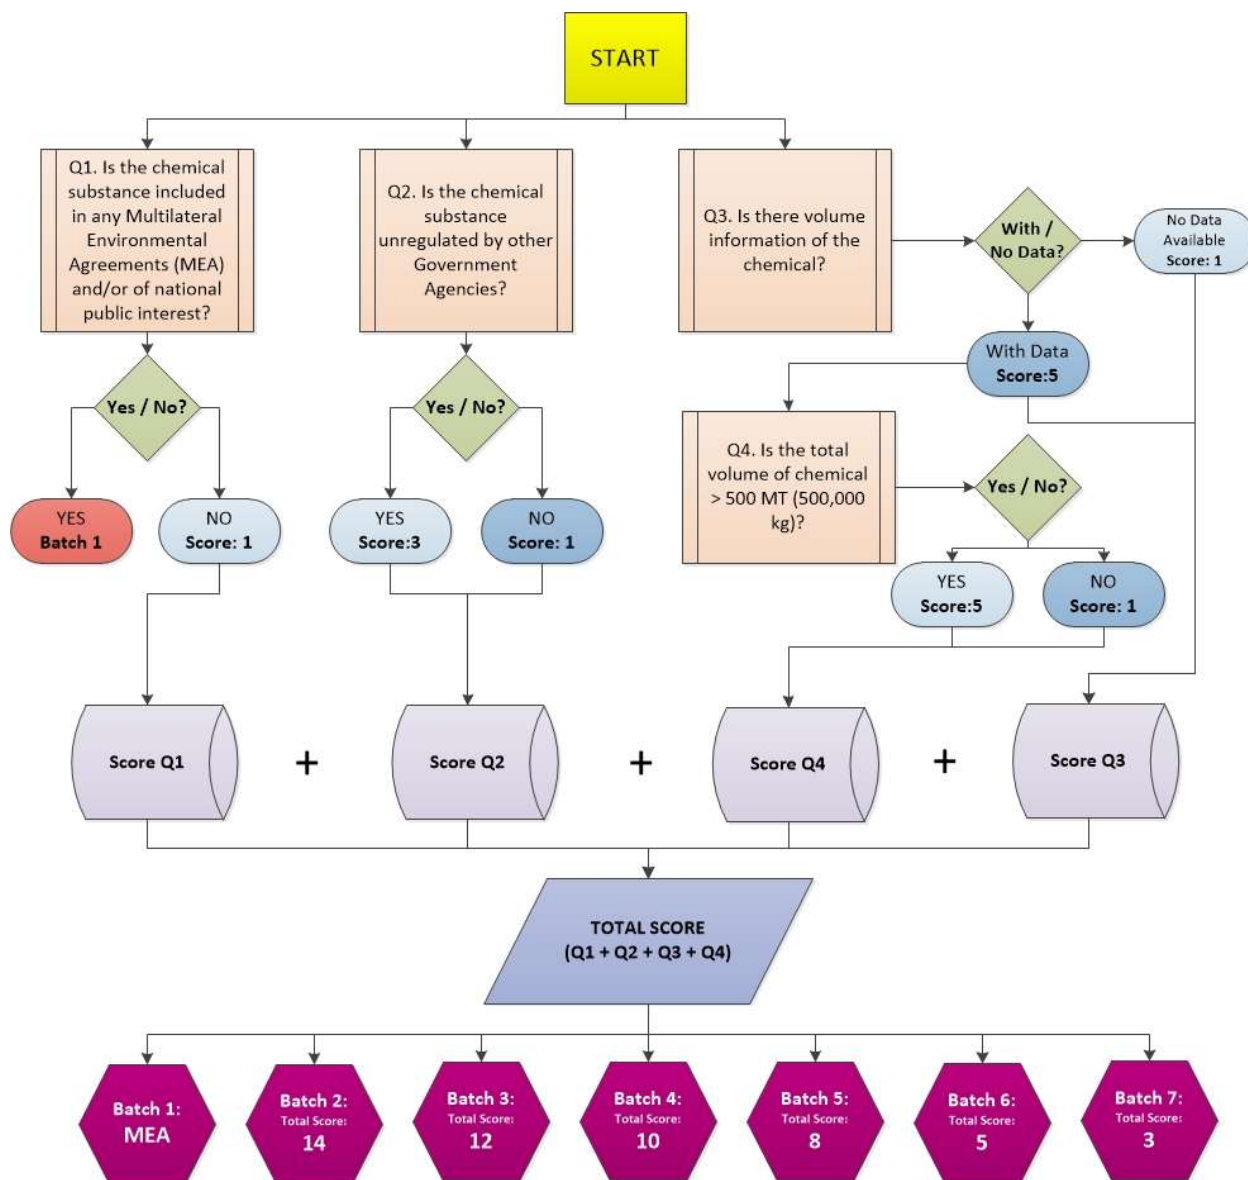 START
Q1. Is the chemical
substance included
in any Multilateral
Environmental
Agreements (MEA)
and/or of national
public interest?
Q2. Is the chemical
substance
unregulated by other
Government
Agencies?
Q3. Is there volume
information of the
chemical?
With /
No Data?
No Data
Available
Score: 1
With Data
Score:5
Yes / No?
Yes / No?
Q4. Is the total
volume of chemical
> 500 MT (500,000
kg)?
Yes / No?
YES
Batch 1
NO
Score: 1
YES
Score:3
NO
Score: 1
YES
Score:5
NO
Score: 1
Score Q1
+
Score Q2
+
Score Q4
+
Score Q3
TOTAL SCORE
(Q1 + Q2 + Q3 + Q4)
Batch 1:
MEA
Batch 2:
Total Score:
14
Batch 3:
Total Score:
12
Batch 4:
Total Score:
10
Batch 5:
Total Score:
8
Batch 6:
Total Score:
5
Batch 7:
Total Score:
3